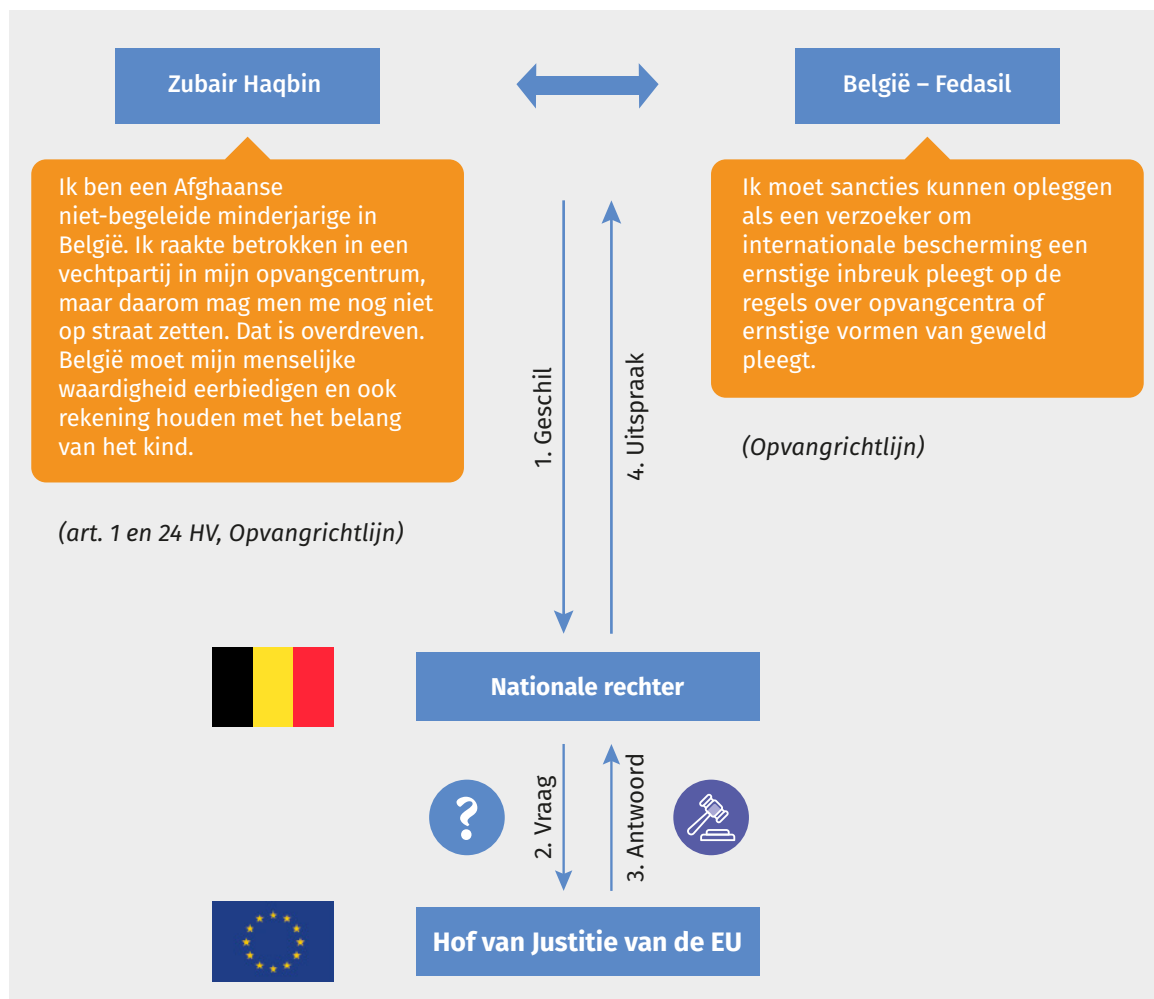 Zubair Haqbin
België – Fedasil
Ik ben een Afghaanse
niet-begeleide minderjarige in
België. Ik raakte betrokken in een
vechtpartij in mijn opvangcentrum,
maar daarom mag men me nog niet
op straat zetten. Dat is overdreven.
België moet mijn menselijke
waardigheid eerbiedigen en ook
rekening houden met het belang
van het kind.
(art. 1 en 24 HV, Opvangrichtlijn)
Ik moet sancties kunnen opleggen
als een verzoeker om
internationale bescherming een
ernstige inbreuk pleegt op de
regels over opvangcentra of
ernstige vormen van geweld
pleegt.
(Opvangrichtlijn)
1. Geschil
4. Uitspraak
Nationale rechter
?
2. Vraag
3. Antwoord
Hof van Justitie van de EU